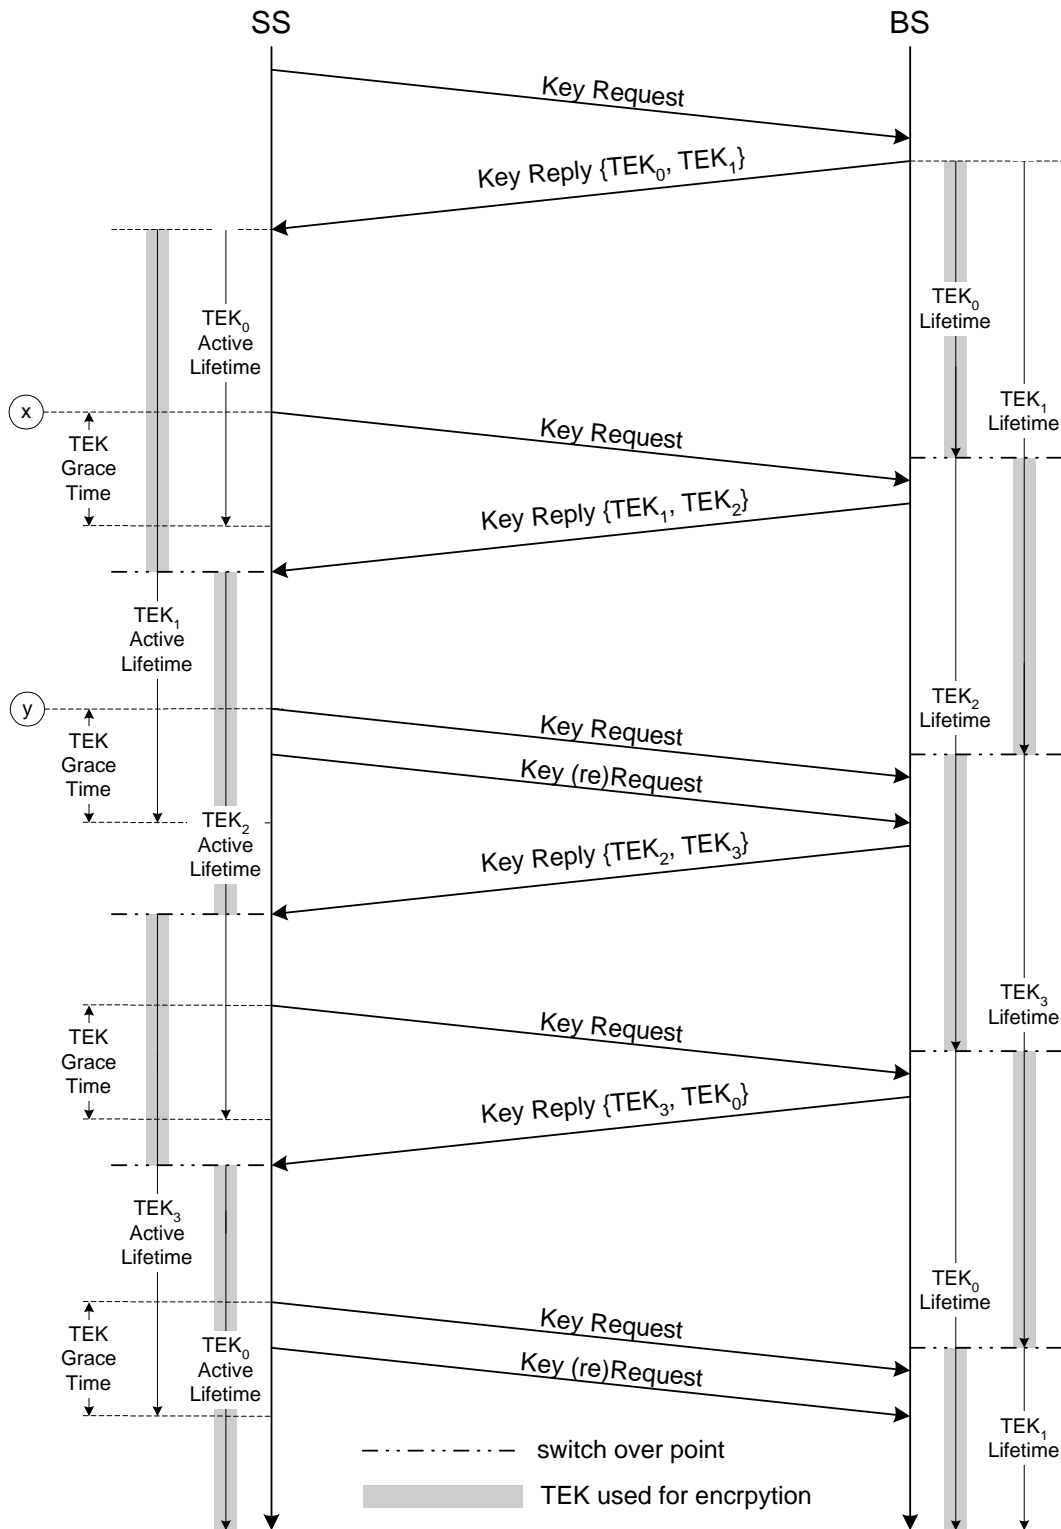 SS
BS
Key Request
Key Reply {TEK0, TEK1}
TEK0
Lifetime
TEK0
Active
Lifetime
TEK1
Lifetime
x
TEK
Grace
Time
Key Request
Key Reply {TEK1, TEK2}
TEK1
Active
Lifetime
y
TEK
Grace
Time
TEK2
Lifetime
Key Request
Key (re)Request
TEK2
Active
Lifetime
Key Reply {TEK2, TEK3}
TEK3
Lifetime
TEK
Grace
Time
Key Request
Key Reply {TEK3, TEK0}
TEK3
Active
Lifetime
TEK0
Lifetime
TEK
Grace
Time
TEK0
Active
Lifetime
Key Request
Key (re)Request
TEK1
Lifetime
switch over point
TEK used for encrpytion